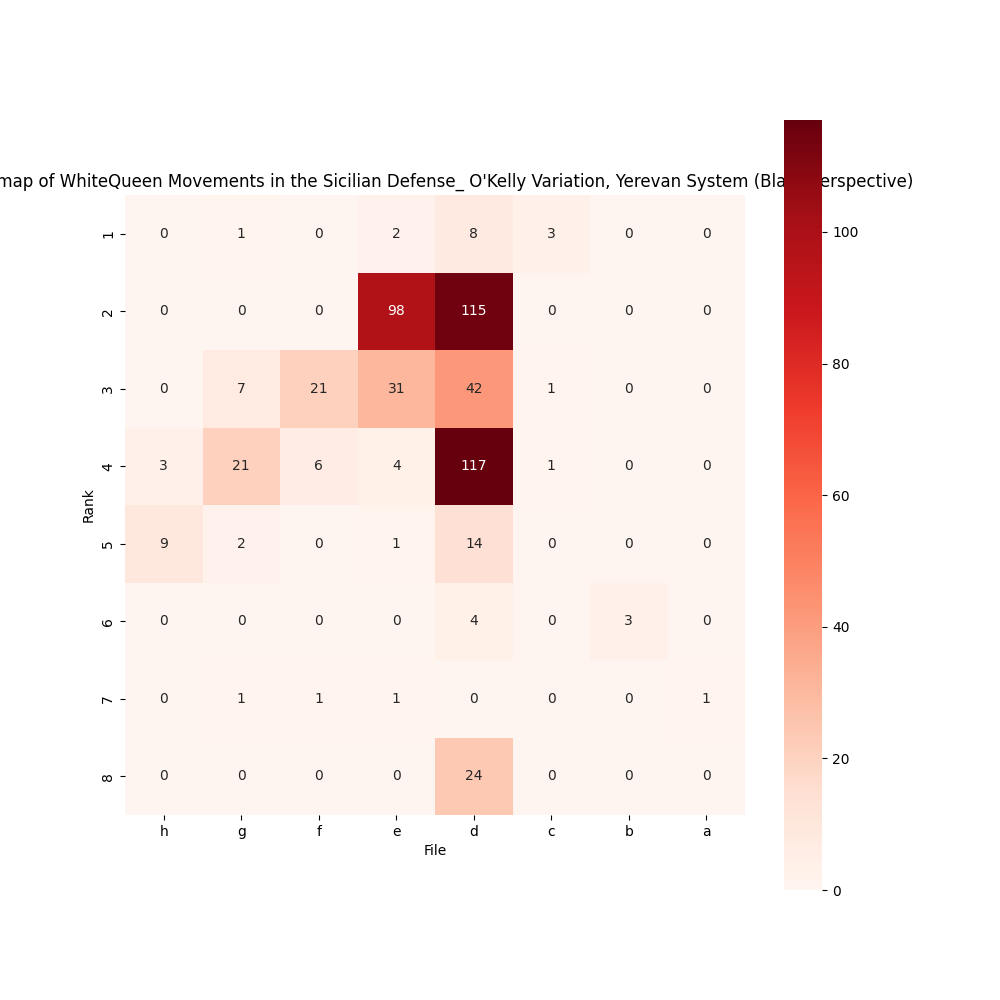 map of WhiteQueen Movements in the Sicilian Defense_ O'Kelly Variation, Yerevan System (Bla erspective)
1 0 1 0 2 8 3 0 0
2 0 0 0 98 115 0 0 0
3 0 7 21 31 42 1 0 0
4 3 21 6 4 117 1 0 0
5 9 2 0 1 14 0 0 0
6 0 0 0 0 4 0 3 0
7 0 1 1 1 0 0 0 1
8 0 0 0 0 24 0 0 0
h g f e d c b a
File
Rank
100
80
60
40
20
0